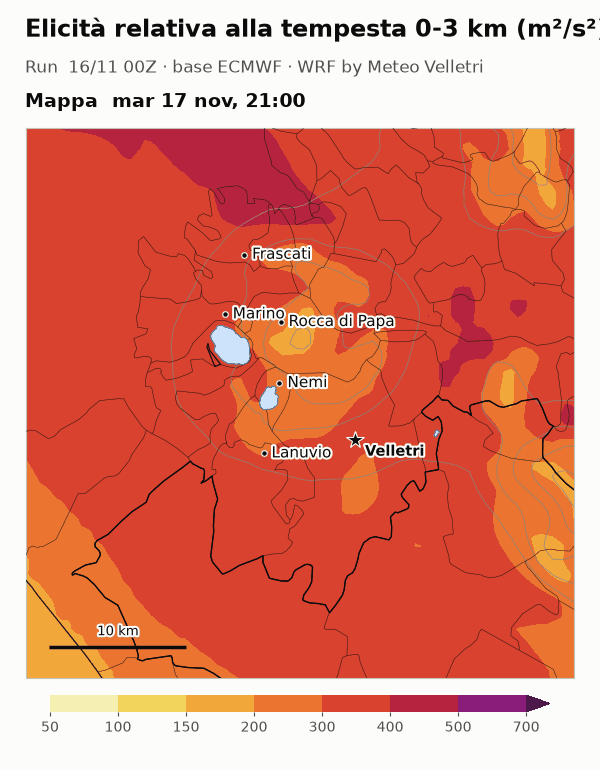 Elicità relativa alla tempesta 0-3 km (m²/s²)
Run 16/11 00Z · base ECMWF · WRF by Meteo Velletri
Mappa mar 17 nov, 21:00
Frascati
Marino
Rocca di Papa
Nemi
Velletri
Lanuvio
10 km
50 100 150 200 300 400 500 700